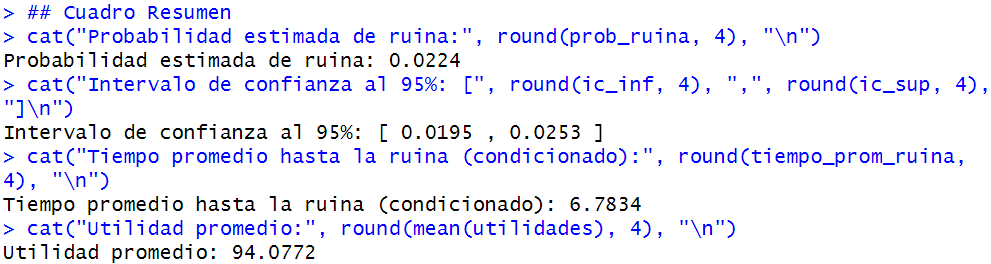 > ## Cuadro Resumen
> cat("Probabilidad estimada de ruina:", round(prob_ruina, 4), "\n")
Probabilidad estimada de ruina: 0.0224
> cat("Intervalo de confianza al 95%: [", round(ic_inf, 4), ",", round(ic_sup, 4),
"]\n")
Intervalo de confianza al 95%: [ 0.0195 , 0.0253 ]
> cat("Tiempo promedio hasta la ruina (condicionado):", round(tiempo_prom_ruina,
4), "\n")
Tiempo promedio hasta la ruina (condicionado): 6.7834
> cat("Utilidad promedio:", round(mean(utilidades), 4), "\n")
Utilidad promedio: 94.0772